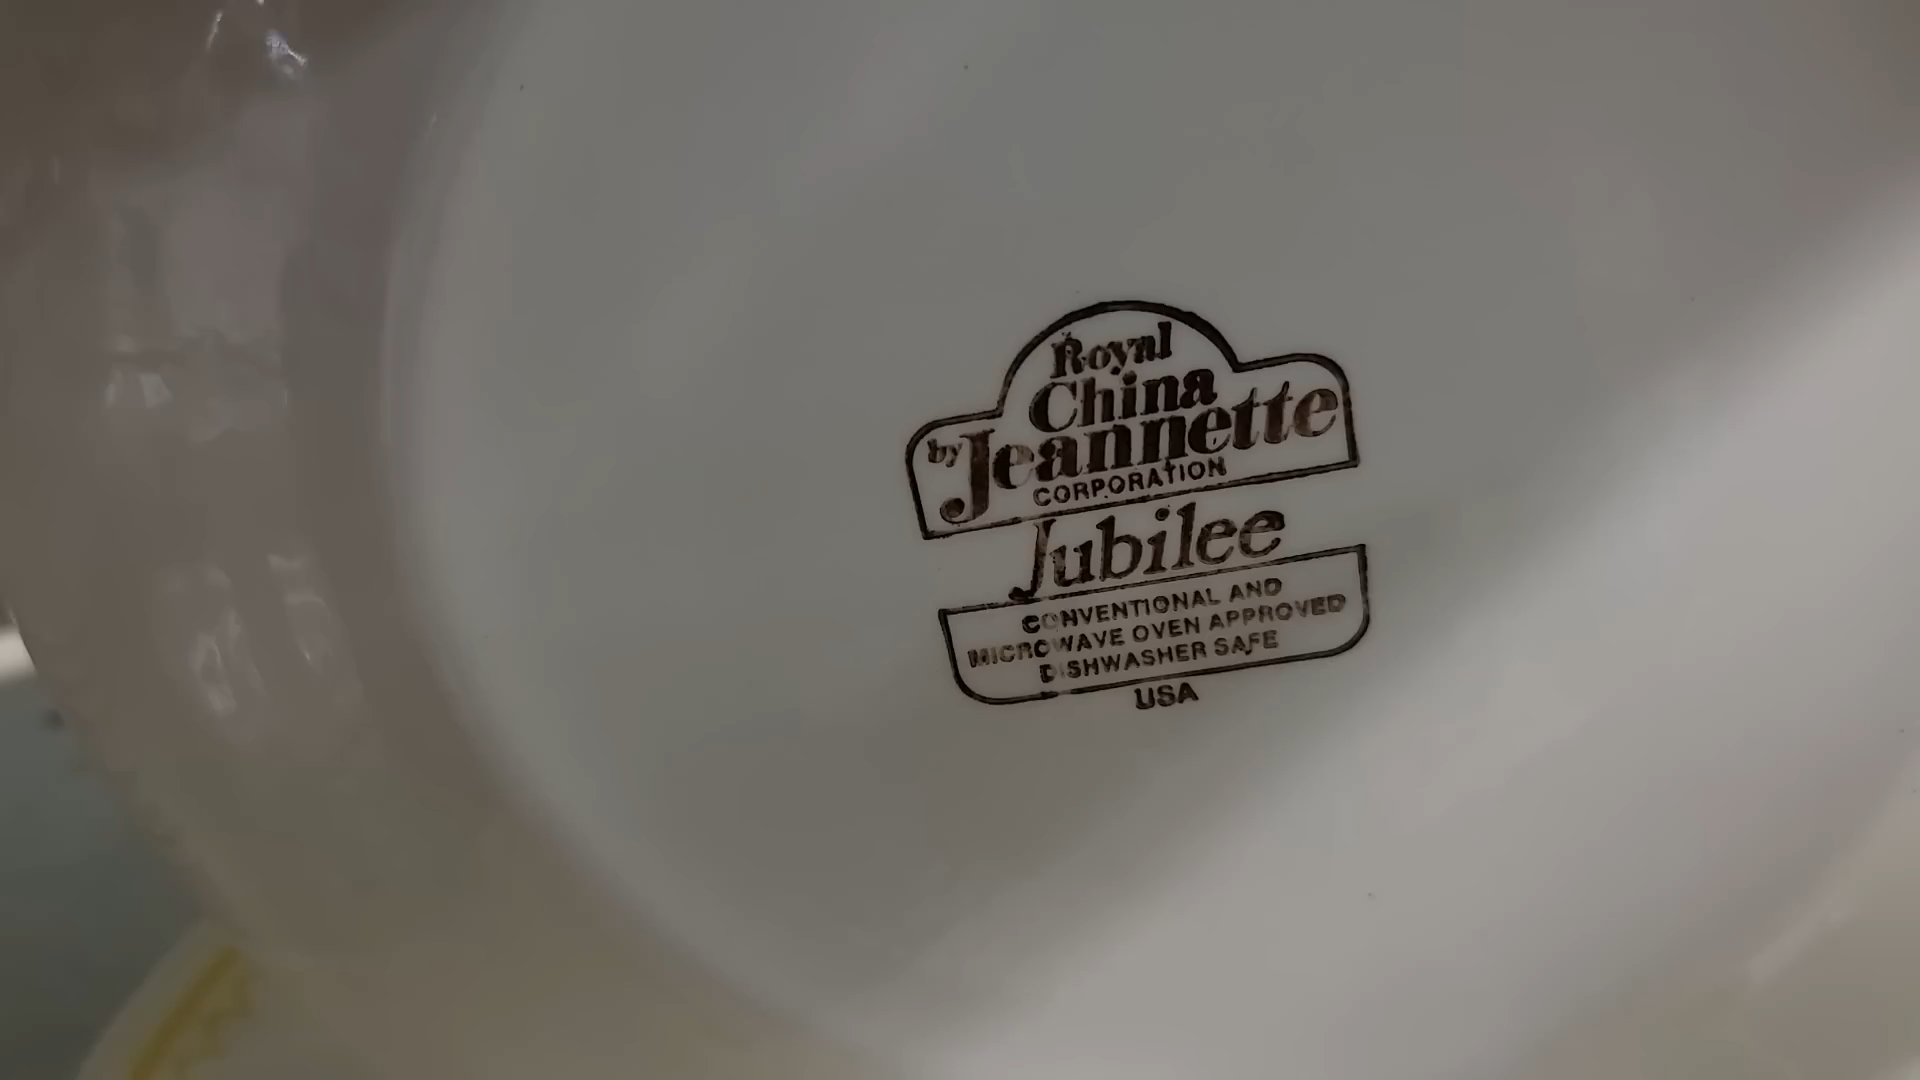 Royal
China
by Jeannette
CORPORATION
Jubilee
CONVENTIONAL AND
MICROWAVE OVEN APPROVED
DISHWASHER SAFE
USA